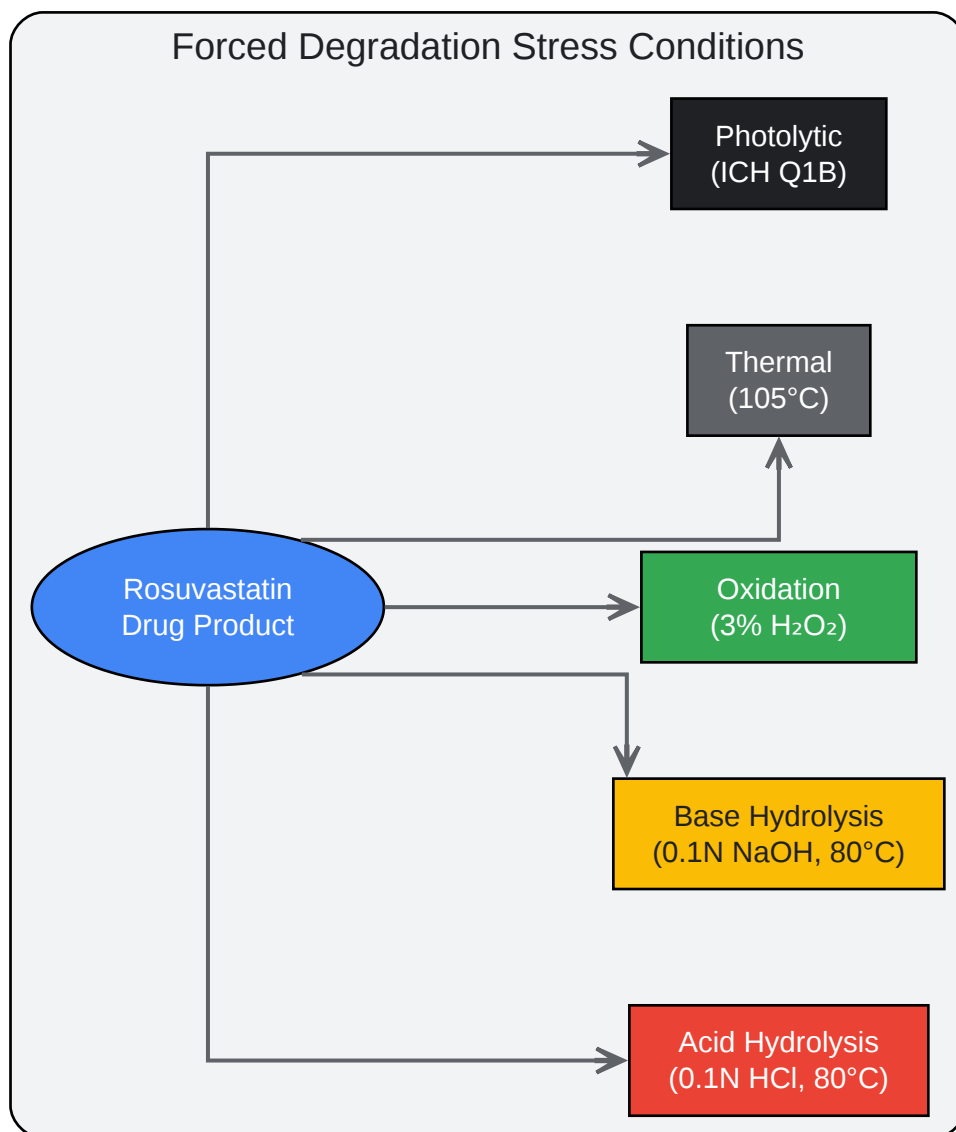 Forced Degradation Stress Conditions
Photolytic
(ICH Q1B)
Thermal
(105°C)
Rosuvastatin
Drug Product
Oxidation
(3% H₂O₂)
Base Hydrolysis
(0.1N NaOH, 80°C)
Acid Hydrolysis
(0.1N HCl, 80°C)